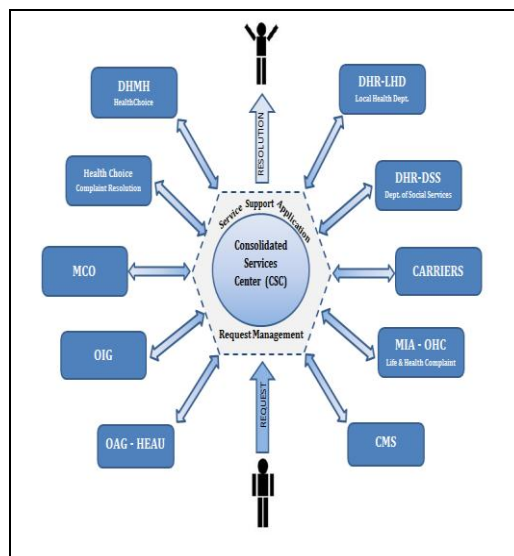 DHMH
HealthChoice
DHR-LHD
Local Health Dept.
RESOLUTION
Health Choice
Complaint Resolution
DHR-DSS
Dept. of Social Services
Service Support Application
Consolidated
Services
Center (CSC)
MCO
CARRIERS
Request Management
OIG
MIA - OHC
Life & Health Complaint
REQUEST
OAG - HEAU
CMS